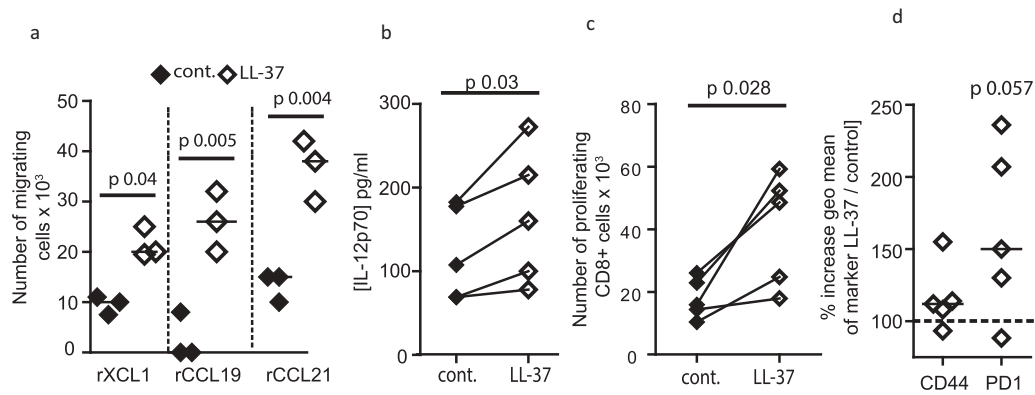 a
cont. LL-37
Number of migrating
cells x 10³
50
40
30
20
10
0
p 0.04
p 0.005
p 0.004
rXCL1 rCCL19 rCCL21
b
p 0.03
[IL-12p70] pg/ml
300
200
100
0
cont. LL-37
c
p 0.028
Number of proliferating
CD8+ cells x 10³
80
60
40
20
0
cont. LL-37
d
p 0.057
% increase geo mean
of marker LL-37 / control]
250
200
150
100
CD44 PD1